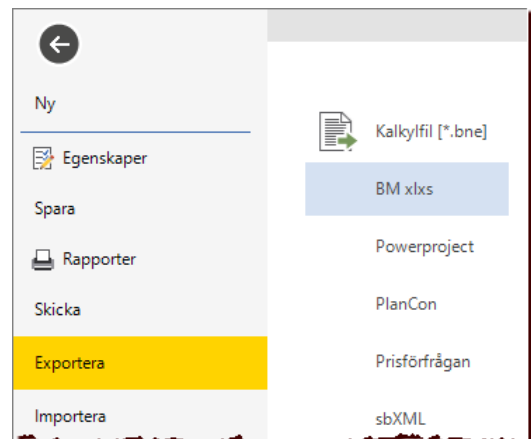 Ny
Egenskaper
Spara
Rapporter
Skicka
Exportera
Importera
Kalkylfil [*.bne]
BM xlxs
Powerproject
PlanCon
Prisförfrågan
sbXML